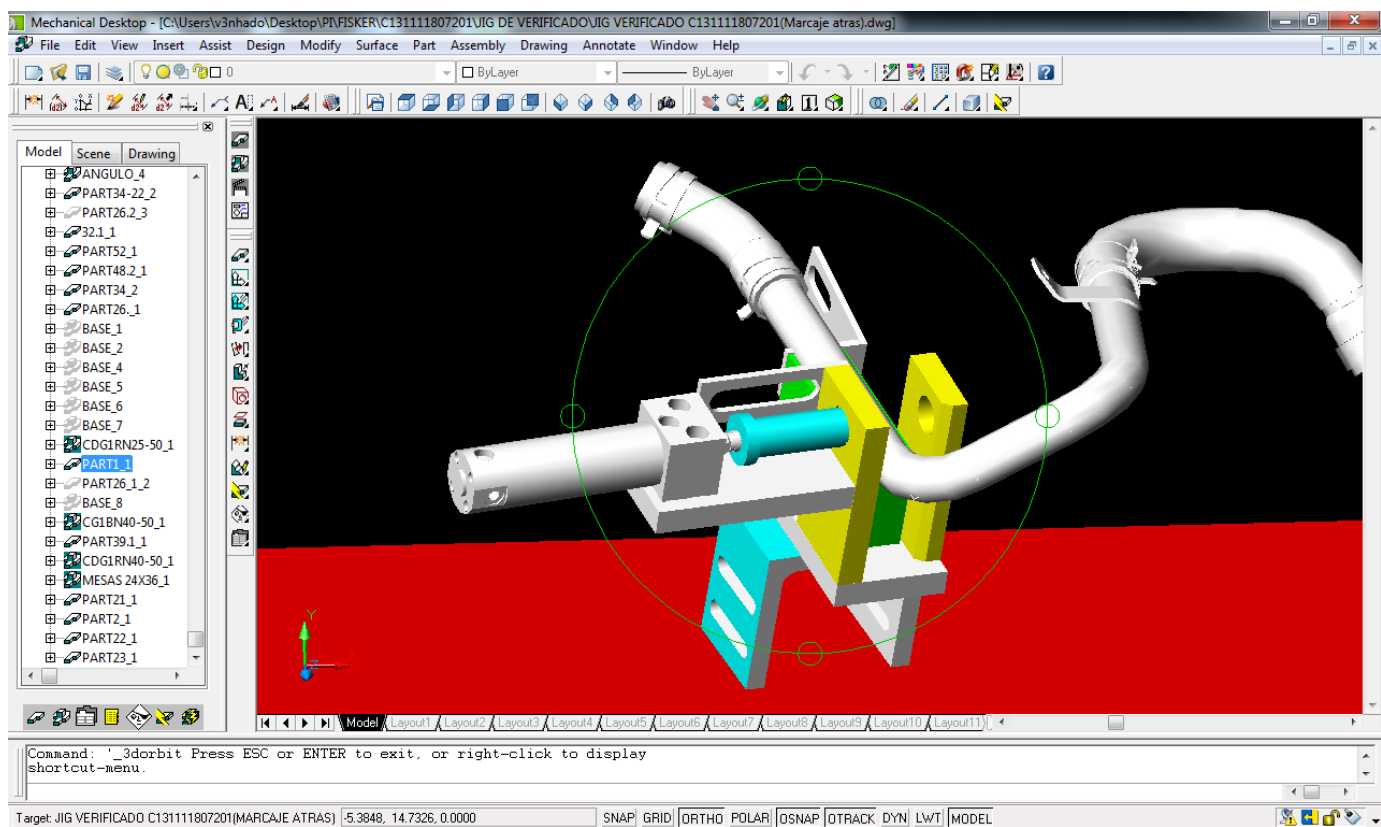 Mechanical Desktop - [C:\Users\v3nhado\Desktop\PI\FISKER\C131111807201\JIG DE VERIFICADO\JIG VERIFICADO C131111807201(Marcaje atras).dwg]
File Edit View Insert Assist Design Modify Surface Part Assembly Drawing Annotate Window Help
0 ByLayer ByLayer
Model Scene Drawing
ANGULO_4
PART34-22_2
PART26.2_3
32.1_1
PART52_1
PART48.2_1
PART34_2
PART26._1
BASE_1
BASE_2
BASE_4
BASE_5
BASE_6
BASE_7
CDG1RN25-50_1
PART1_1
PART26_1_2
BASE_8
CG1BN40-50_1
PART39.1_1
CDG1RN40-50_1
MESAS 24X36_1
PART21_1
PART2_1
PART22_1
PART23_1
Y
X
Z
Model Layout1 Layout2 Layout3 Layout4 Layout5 Layout6 Layout7 Layout8 Layout9 Layout10 Layout11
Command: '_3dorbit Press ESC or ENTER to exit, or right-click to display
shortcut-menu.
Target: JIG VERIFICADO C131111807201(MARCAJE ATRAS) -5.3848, 14.7326, 0.0000 SNAP GRID ORTHO POLAR OSNAP OTRACK DYN LWT MODEL